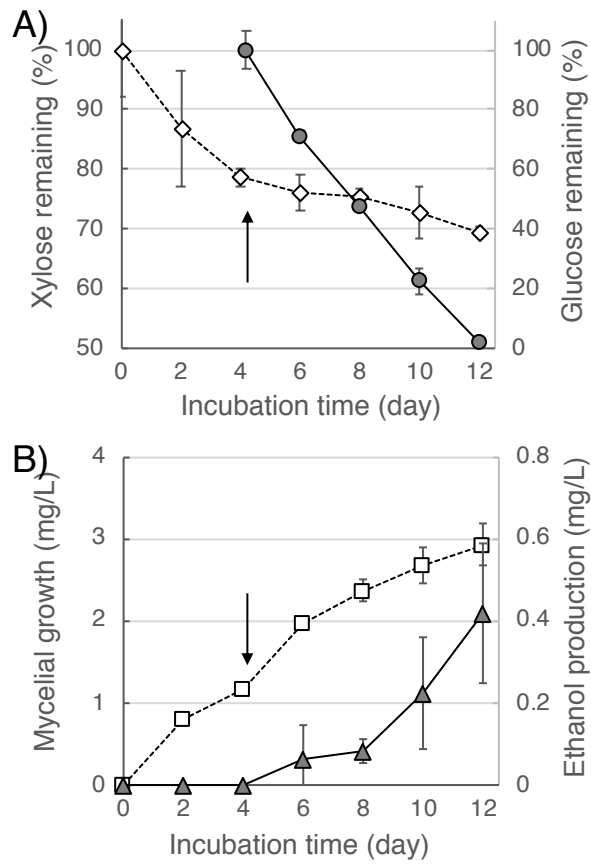 A)
Xylose remaining (%)
100
90
80
70
60
50
Glucose remaining (%)
100
80
60
40
20
0
0 2 4 6 8 10 12
Incubation time (day)
B)
Mycelial growth (mg/L)
4
3
2
1
0
Ethanol production (mg/L)
0.8
0.6
0.4
0.2
0
0 2 4 6 8 10 12
Incubation time (day)